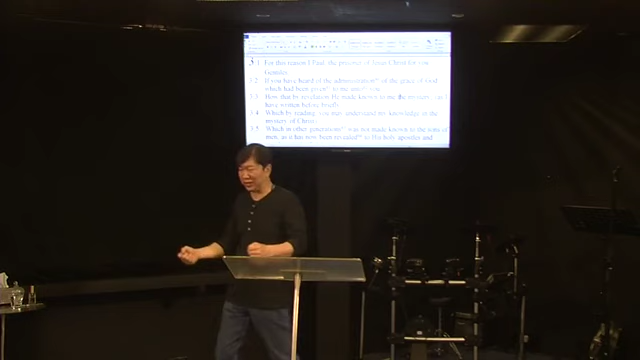 3 1 For this reason I Paul, the prisoner of Jesus Christ for you
Gentiles,
3:2 If you have heard of the administration of the grace of God
which had been given to me unto you
3:3 How that by revelation He made known to me the mystery
have written before briefly
3:4 Which by reading, you may understand my knowledge in the
mystery of Christ
3:5 Which in other generations was not made known to the sons of
men, as it has now been revealed to His holy apostles and